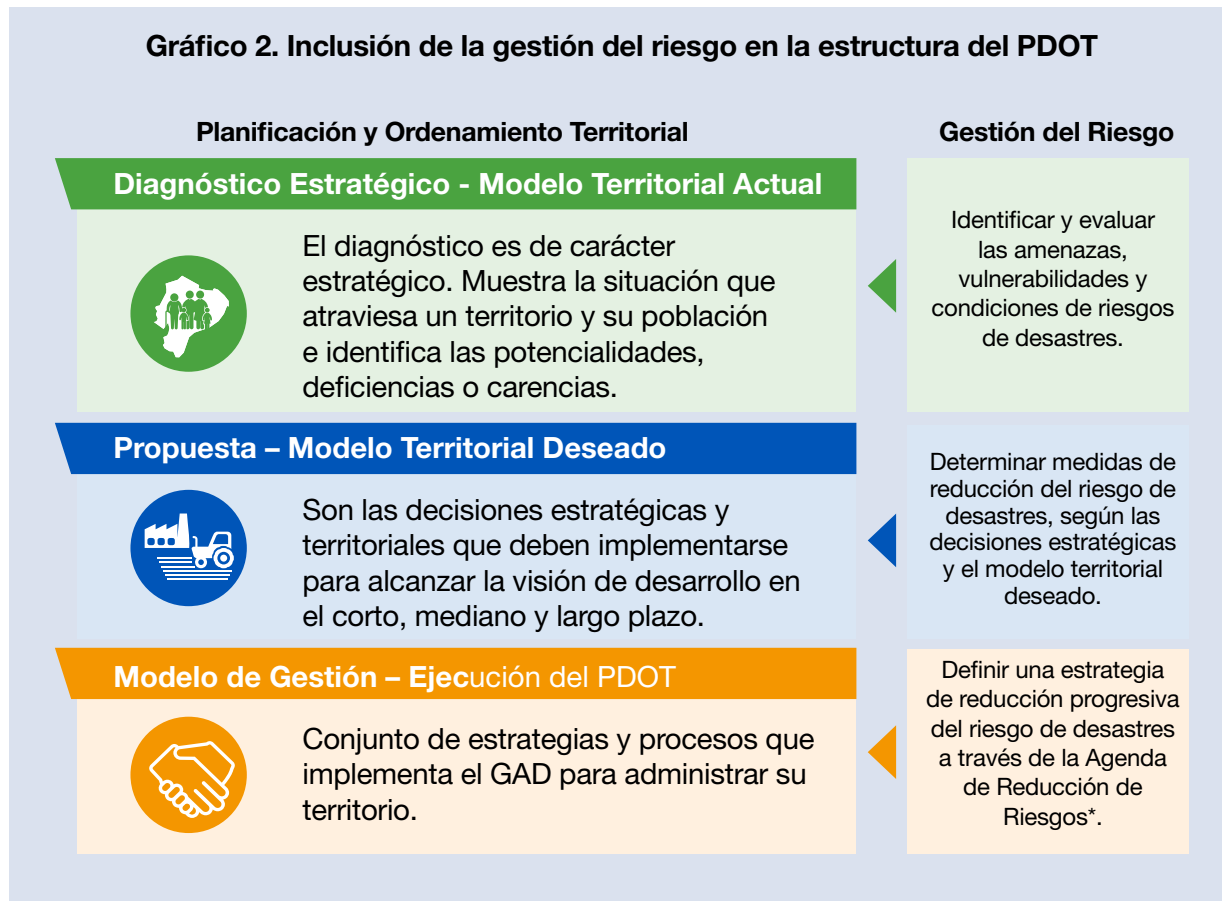 Gráfico 2. Inclusión de la gestión del riesgo en la estructura del PDOT
Planificación y Ordenamiento Territorial
Gestión del Riesgo
Diagnóstico Estratégico - Modelo Territorial Actual
El diagnóstico es de carácter
estratégico. Muestra la situación que
atraviesa un territorio y su población
e identifica las potencialidades,
deficiencias o carencias.
Identificar y evaluar
las amenazas,
vulnerabilidades y
condiciones de riesgos
de desastres.
Propuesta – Modelo Territorial Deseado
Son las decisiones estratégicas y
territoriales que deben implementarse
para alcanzar la visión de desarrollo en
el corto, mediano y largo plazo.
Determinar medidas de
reducción del riesgo de
desastres, según las
decisiones estratégicas
y el modelo territorial
deseado.
Modelo de Gestión – Ejecución del PDOT
Conjunto de estrategias y procesos que
implementa el GAD para administrar su
territorio.
Definir una estrategia
de reducción progresiva
del riesgo de desastres
a través de la Agenda
de Reducción de
Riesgos*.